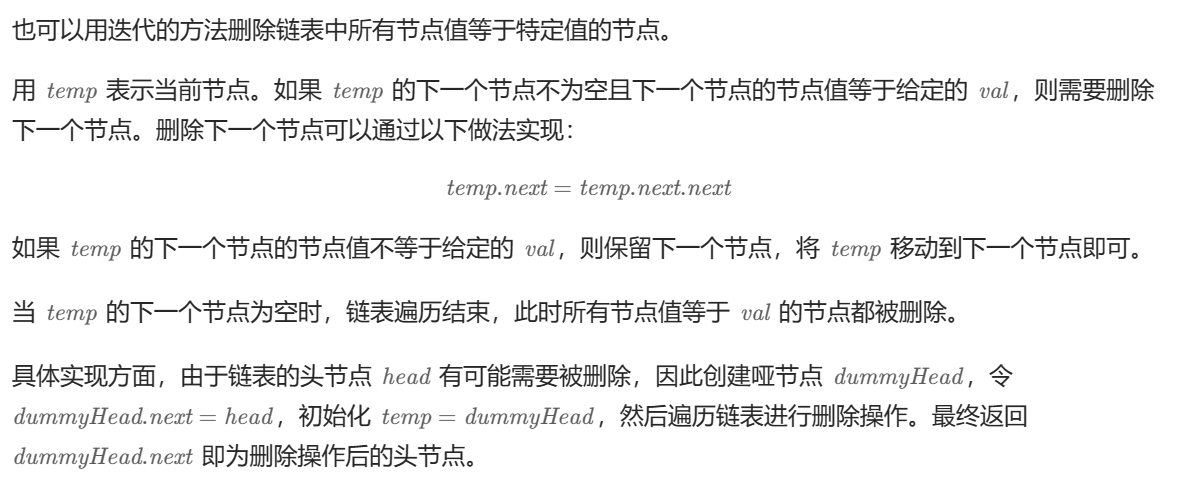 也可以用迭代的方法删除链表中所有节点值等于特定值的节点。
用 temp 表示当前节点。如果 temp 的下一个节点不为空且下一个节点的节点值等于给定的 val，则需要删除
下一个节点。删除下一个节点可以通过以下做法实现：
temp.next = temp.next.next
如果 temp 的下一个节点的节点值不等于给定的 val，则保留下一个节点，将 temp 移动到下一个节点即可。
当 temp 的下一个节点为空时，链表遍历结束，此时所有节点值等于 val 的节点都被删除。
具体实现方面，由于链表的头节点 head 有可能需要被删除，因此创建哑节点 dummyHead，令
dummyHead.next = head，初始化 temp = dummyHead，然后遍历链表进行删除操作。最终返回
dummyHead.next 即为删除操作后的头节点。